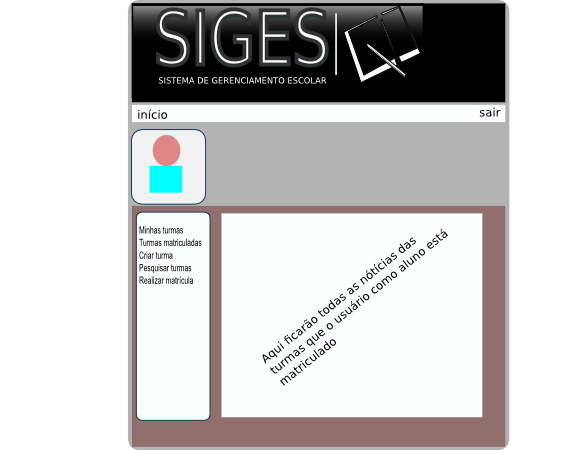 SIGES
SISTEMA DE GERENCIAMENTO ESCOLAR
início
sair
Minhas turmas
Turmas matriculadas
Criar turma
Pesquisar turmas
Realizar matrícula
Aqui ficarão todas as nótícias das
turmas que o usuário como aluno está
matriculado